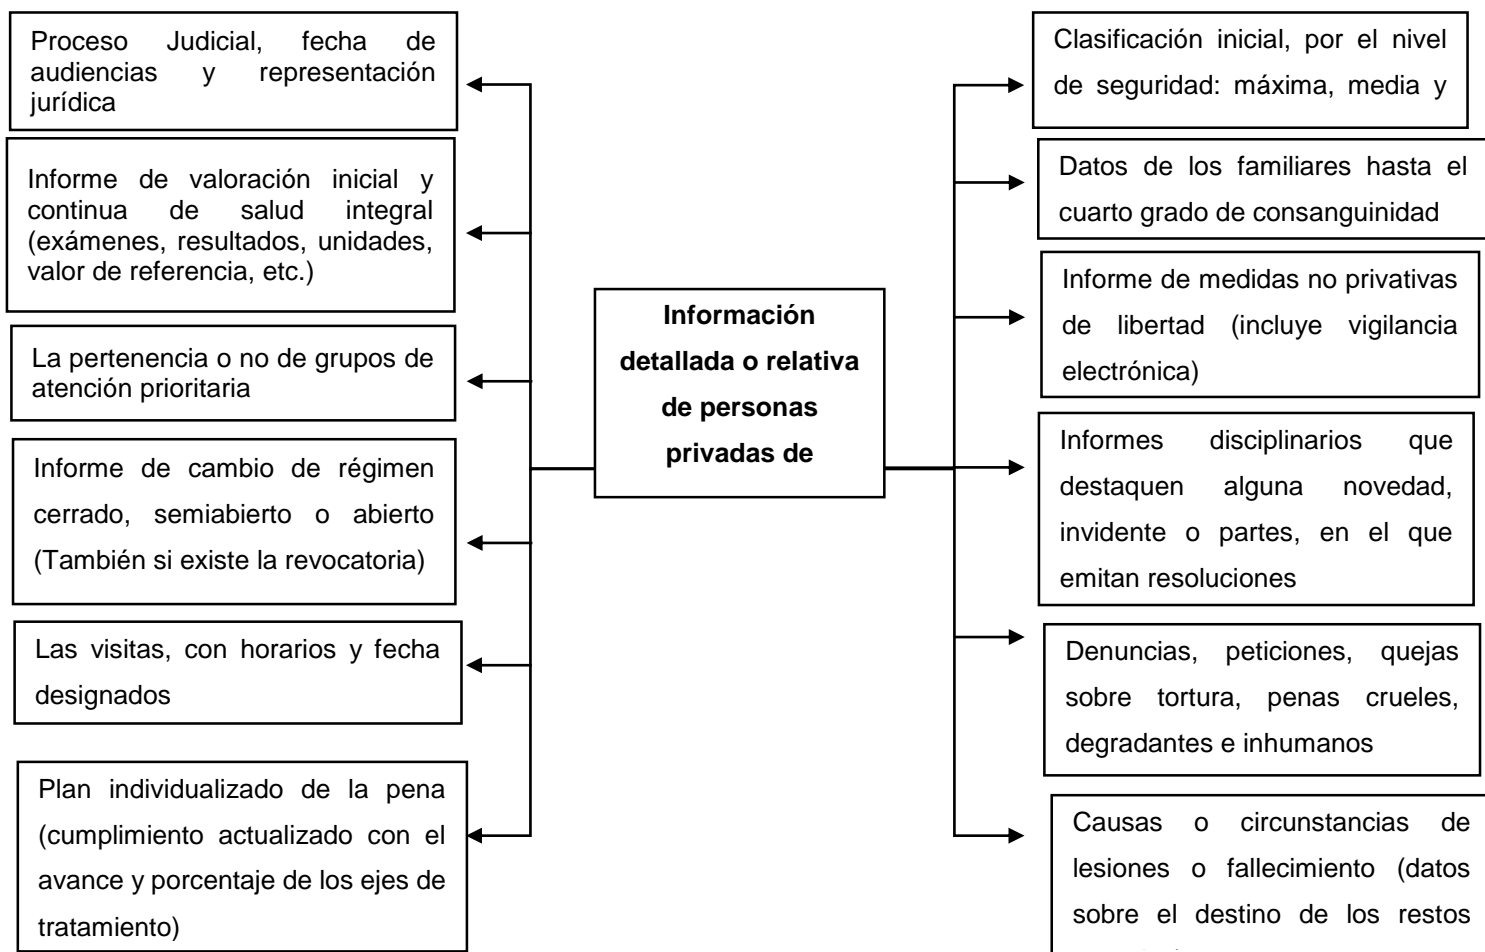 Proceso Judicial, fecha de
audiencias y representación
jurídica
Informe de valoración inicial y
continua de salud integral
(exámenes, resultados, unidades,
valor de referencia, etc.)
La pertenencia o no de grupos de
atención prioritaria
Informe de cambio de régimen
cerrado, semiabierto o abierto
(También si existe la revocatoria)
Las visitas, con horarios y fecha
designados
Plan individualizado de la pena
(cumplimiento actualizado con el
avance y porcentaje de los ejes de
tratamiento)
Información
detallada o relativa
de personas
privadas de
Clasificación inicial, por el nivel
de seguridad: máxima, media y
Datos de los familiares hasta el
cuarto grado de consanguinidad
Informe de medidas no privativas
de libertad (incluye vigilancia
electrónica)
Informes disciplinarios que
destaquen alguna novedad,
invidente o partes, en el que
emitan resoluciones
Denuncias, peticiones, quejas
sobre tortura, penas crueles,
degradantes e inhumanos
Causas o circunstancias de
lesiones o fallecimiento (datos
sobre el destino de los restos